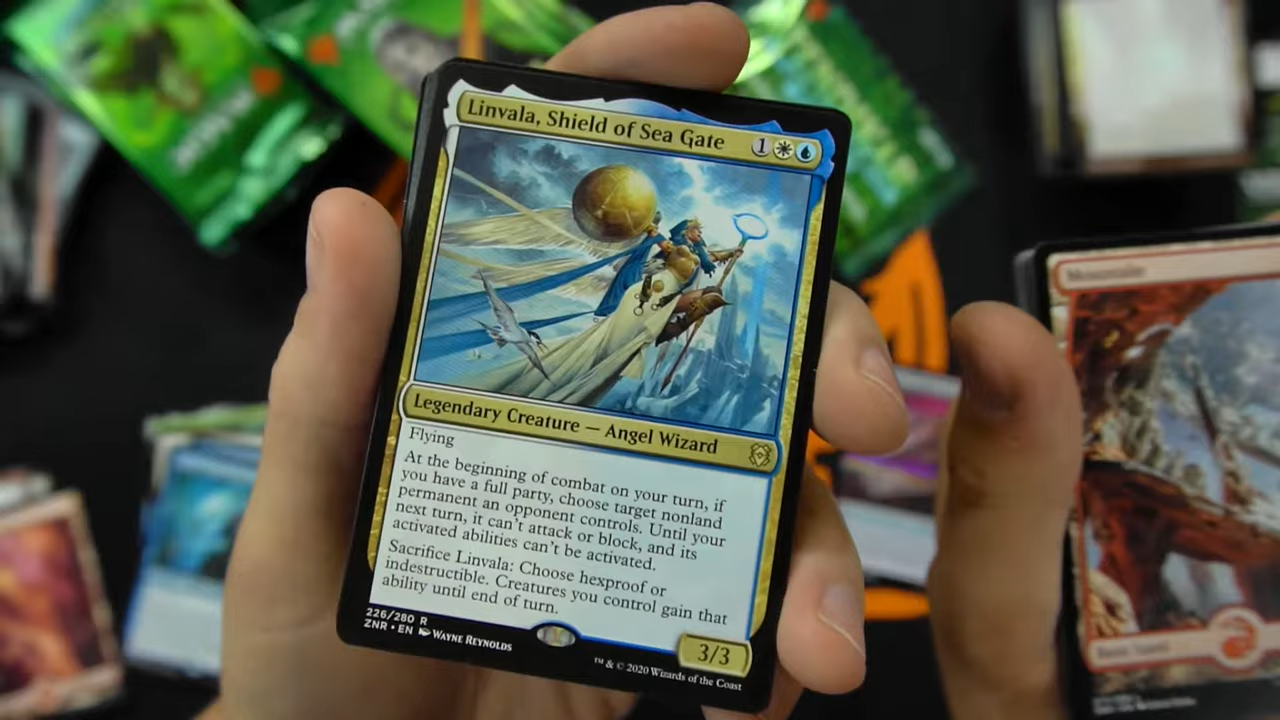 Linvala, Shield of Sea Gate 1
Legendary Creature — Angel Wizard
Flying
At the beginning of combat on your turn, if
you have a full party, choose target nonland
permanent an opponent controls. Until your
next turn, it can't attack or block, and its
activated abilities can't be activated.
Sacrifice Linvala: Choose hexproof or
indestructible. Creatures you control gain that
ability until end of turn.
226/280 R
ZNR • EN WAYNE REYNOLDS
3/3
™ & © 2020 Wizards of the Coast
Mountain
Basic Land